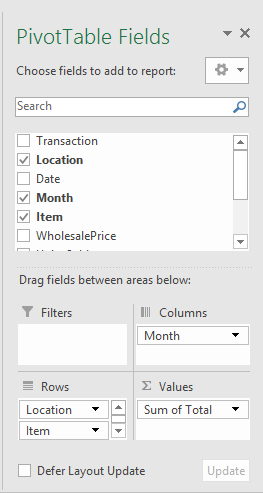 PivotTable Fields
Choose fields to add to report:
Search
Transaction
Location
Date
Month
Item
WholesalePrice
Drag fields between areas below:
Filters
Columns
Month
Rows
Values
Location
Sum of Total
Item
Defer Layout Update
Update